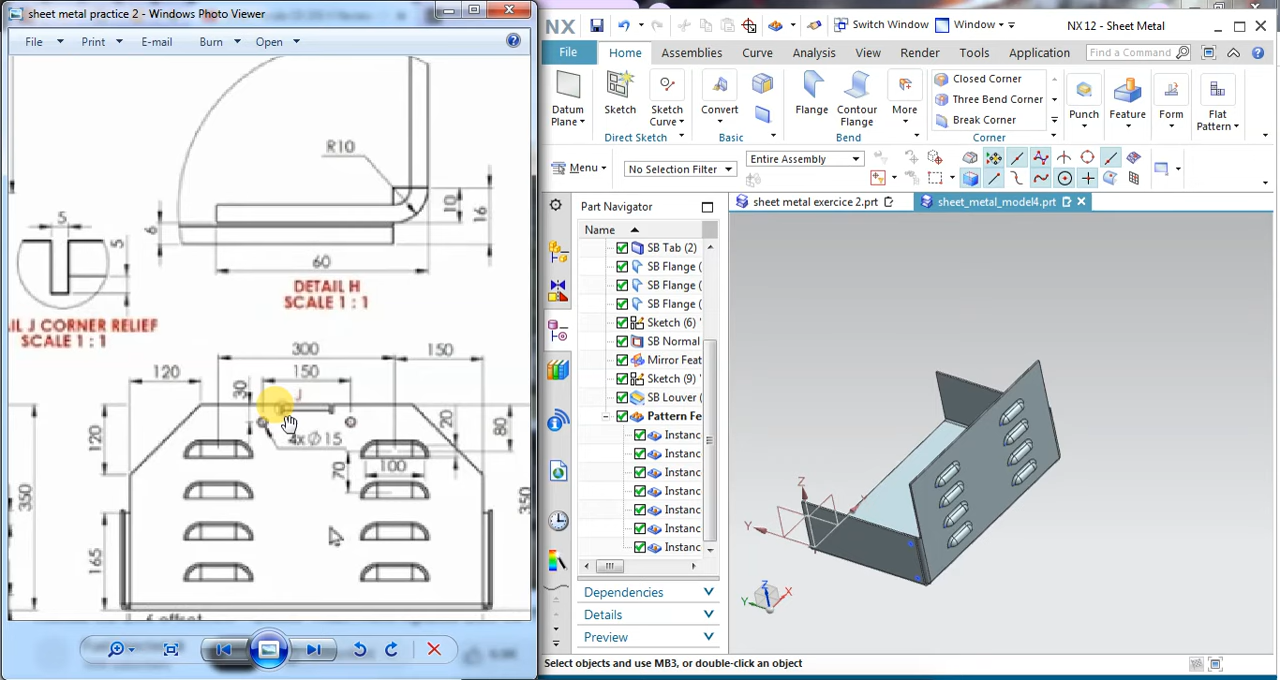 sheet metal practice 2 - Windows Photo Viewer
File Print E-mail Burn Open
R10
10
16
6
60
DETAIL H
SCALE 1 : 1
5
5
IL J CORNER RELIEF
SCALE 1 : 1
300
150
120
150
30
J
20
80
4x Ø 15
120
70
100
350
350
165
6 offset
NX
Switch Window
Window
NX 12 - Sheet Metal
File Home Assemblies Curve Analysis View Render Tools Application
Find a Command
Datum
Plane
Sketch
Sketch
Curve
Convert
Flange
Contour
Flange
More
Closed Corner
Three Bend Corner
Break Corner
Punch
Feature
Form
Flat
Pattern
Direct Sketch
Basic
Bend
Corner
Menu
No Selection Filter
Entire Assembly
Part Navigator
sheet metal exercice 2.prt
sheet_metal_model4.prt
Name
SB Tab (2)
SB Flange (
SB Flange (
SB Flange (
Sketch (6) "
SB Normal
Mirror Feat
Sketch (9) "
SB Louver (
Pattern Fe
Instanc
Instanc
Instanc
Instanc
Instanc
Instanc
Instanc
Dependencies
Details
Preview
Z
Y
Y
Z
X
Y
Select objects and use MB3, or double-click an object